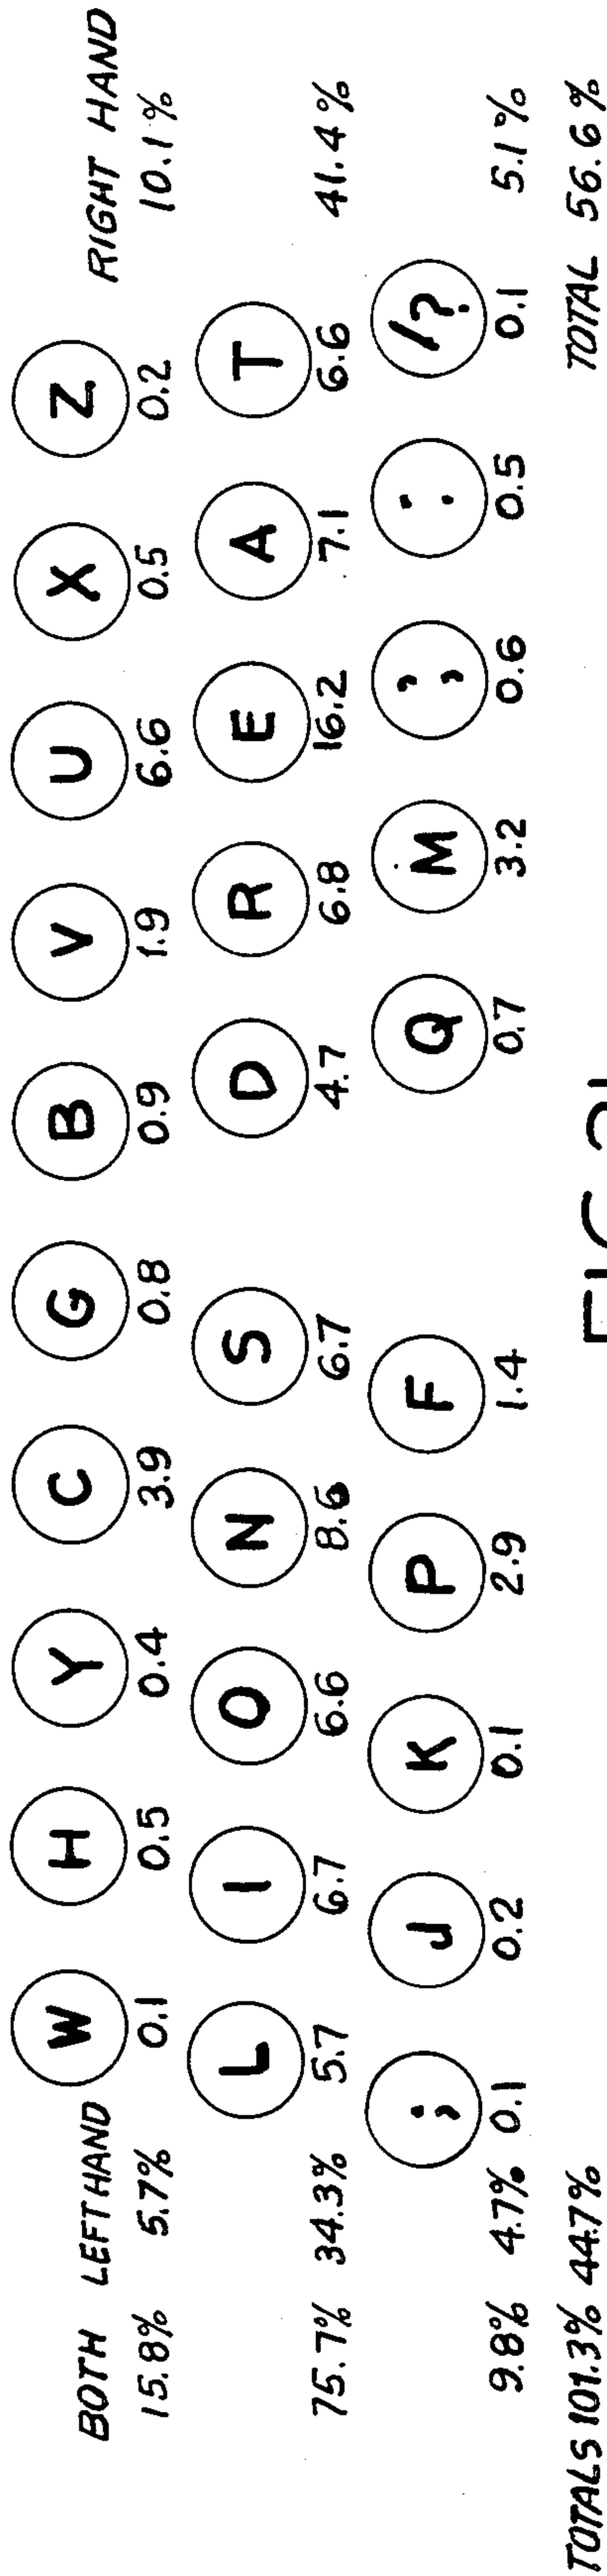 BOTH LEFT HAND W H Y C G B V U X Z RIGHT HAND
15.8% 5.7% 0.1 0.5 0.4 3.9 0.8 0.9 1.9 6.6 0.5 0.2 10.1%
L I O N S D R E A T
75.7% 34.3% 5.7 6.7 6.6 8.6 6.7 4.7 6.8 16.2 7.1 6.6 41.4%
; J K P F Q M ' , : / ?
9.8% 4.7% 0.1 0.2 0.1 2.9 1.4 0.7 3.2 0.6 0.5 0.1 5.1%
TOTALS 101.3% 44.7% TOTAL 56.6%
FIG